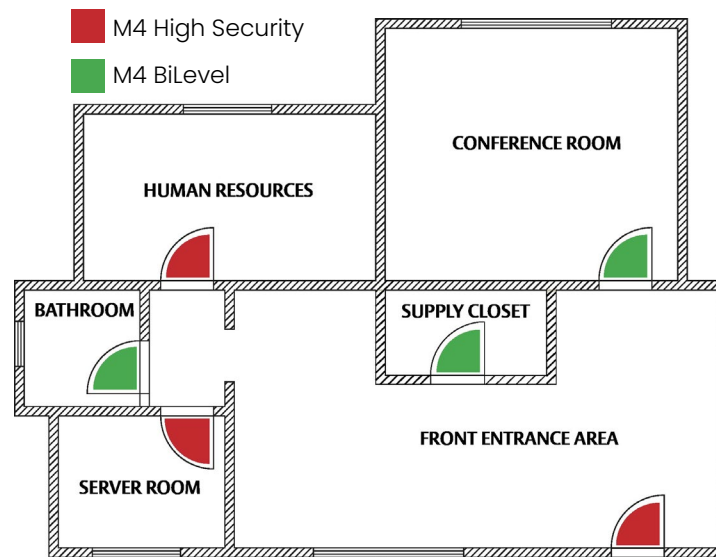 M4 High Security
M4 BiLevel
CONFERENCE ROOM
HUMAN RESOURCES
BATHROOM
SUPPLY CLOSET
FRONT ENTRANCE AREA
SERVER ROOM